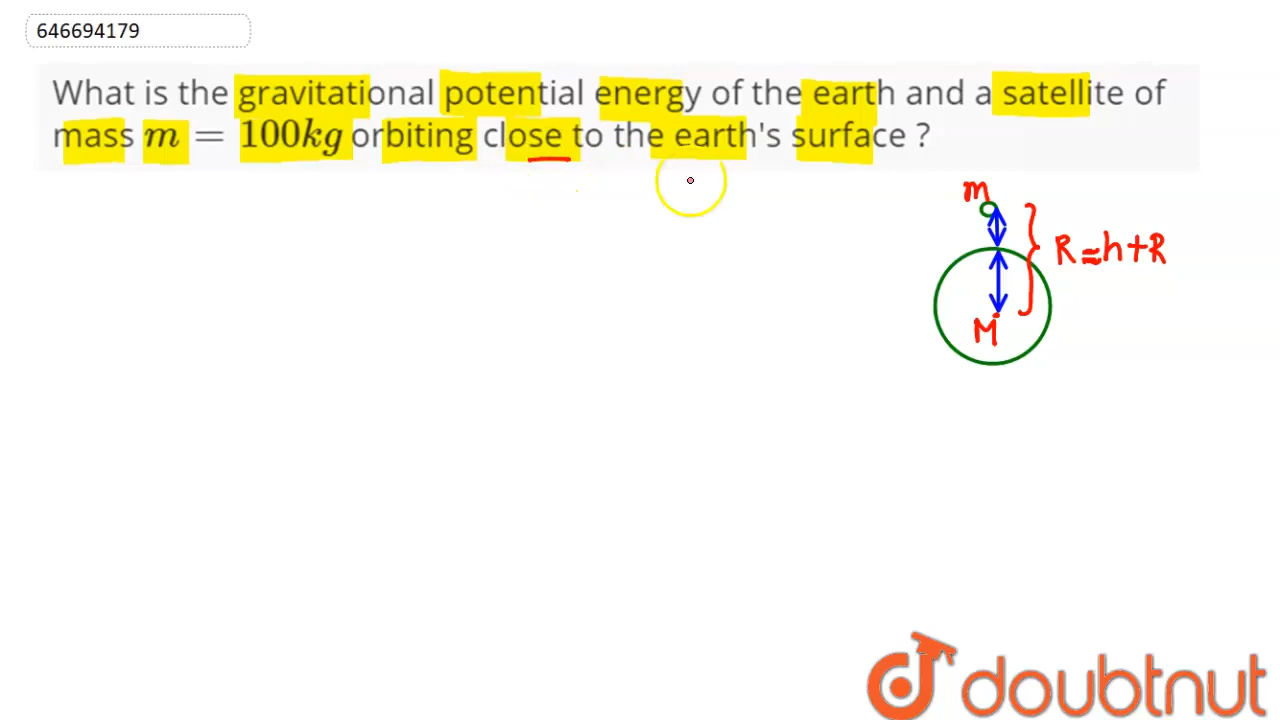 646694179
What is the gravitational potential energy of the earth and a satellite of
mass m = 100kg orbiting close to the earth's surface ?
m
R=h+R
M
doubtnut